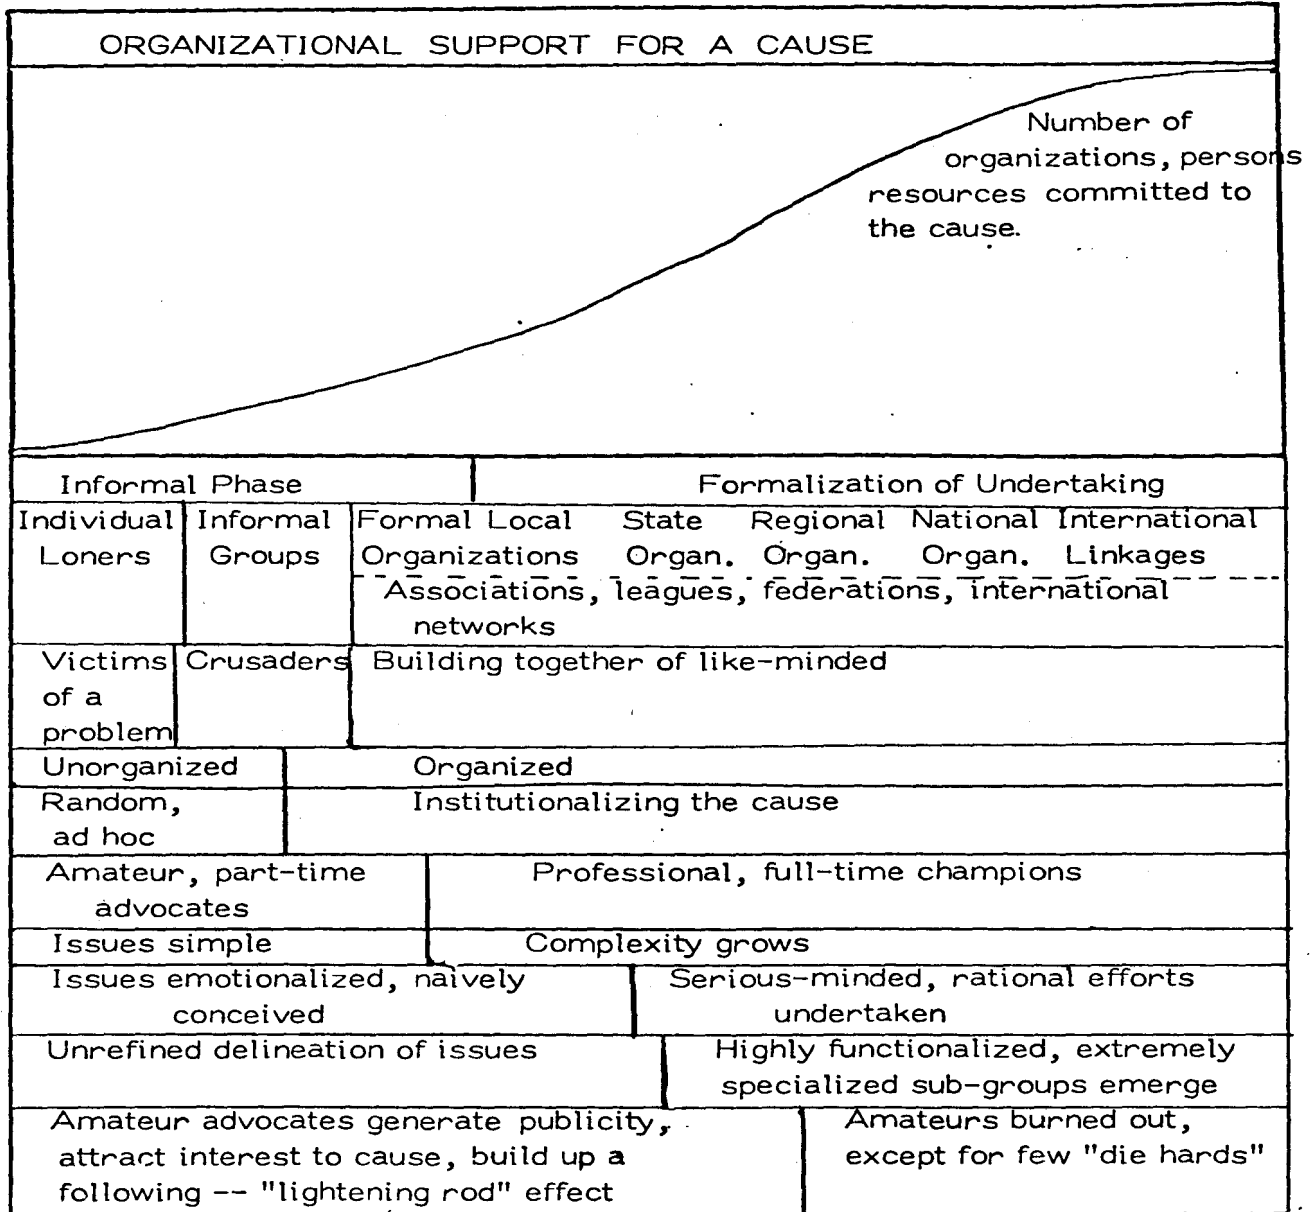 ORGANIZATIONAL SUPPORT FOR A CAUSE
Number of
organizations, persons
resources committed to
the cause.
Informal Phase
Formalization of Undertaking
Individual
Loners
Informal
Groups
Formal Local
Organizations
State
Organ.
Regional
Organ.
National
Organ.
International
Linkages
Associations, leagues, federations, international
networks
Victims
of a
problem
Crusaders
Building together of like-minded
Unorganized
Organized
Random,
ad hoc
Institutionalizing the cause
Amateur, part-time
advocates
Professional, full-time champions
Issues simple
Complexity grows
Issues emotionalized, naively
conceived
Serious-minded, rational efforts
undertaken
Unrefined delineation of issues
Highly functionalized, extremely
specialized sub-groups emerge
Amateur advocates generate publicity,
attract interest to cause, build up a
following -- "lightening rod" effect
Amateurs burned out,
except for few "die hards"